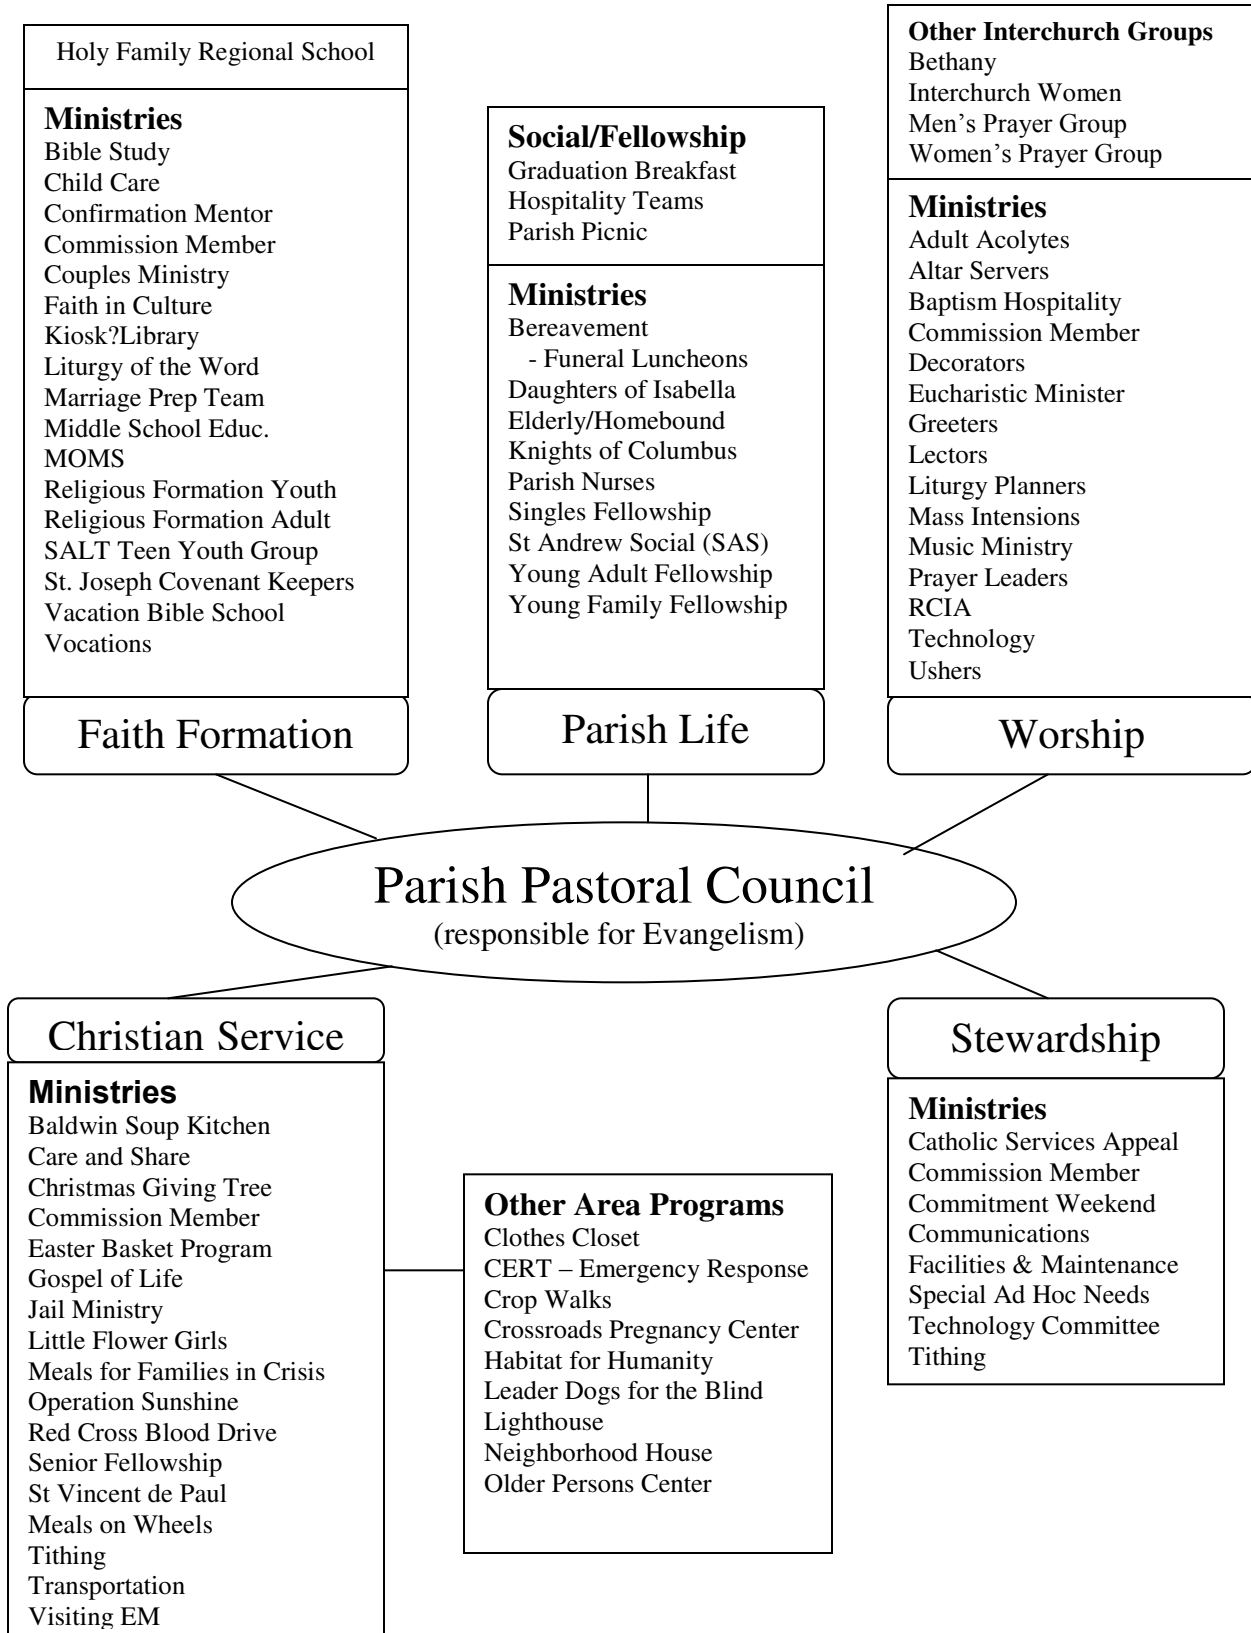 Holy Family Regional School
Ministries
Bible Study
Child Care
Confirmation Mentor
Commission Member
Couples Ministry
Faith in Culture
Kiosk?Library
Liturgy of the Word
Marriage Prep Team
Middle School Educ.
MOMS
Religious Formation Youth
Religious Formation Adult
SALT Teen Youth Group
St. Joseph Covenant Keepers
Vacation Bible School
Vocations
Faith Formation
Social/Fellowship
Graduation Breakfast
Hospitality Teams
Parish Picnic
Ministries
Bereavement
- Funeral Luncheons
Daughters of Isabella
Elderly/Homebound
Knights of Columbus
Parish Nurses
Singles Fellowship
St Andrew Social (SAS)
Young Adult Fellowship
Young Family Fellowship
Parish Life
Other Interchurch Groups
Bethany
Interchurch Women
Men's Prayer Group
Women's Prayer Group
Ministries
Adult Acolytes
Altar Servers
Baptism Hospitality
Commission Member
Decorators
Eucharistic Minister
Greeters
Lectors
Liturgy Planners
Mass Intensions
Music Ministry
Prayer Leaders
RCIA
Technology
Ushers
Worship
Parish Pastoral Council
(responsible for Evangelism)
Christian Service
Ministries
Baldwin Soup Kitchen
Care and Share
Christmas Giving Tree
Commission Member
Easter Basket Program
Gospel of Life
Jail Ministry
Little Flower Girls
Meals for Families in Crisis
Operation Sunshine
Red Cross Blood Drive
Senior Fellowship
St Vincent de Paul
Meals on Wheels
Tithing
Transportation
Visiting EM
Other Area Programs
Clothes Closet
CERT – Emergency Response
Crop Walks
Crossroads Pregnancy Center
Habitat for Humanity
Leader Dogs for the Blind
Lighthouse
Neighborhood House
Older Persons Center
Stewardship
Ministries
Catholic Services Appeal
Commission Member
Commitment Weekend
Communications
Facilities & Maintenance
Special Ad Hoc Needs
Technology Committee
Tithing